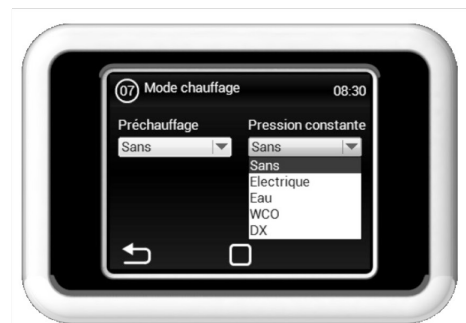 07 Mode chauffage 08:30
Préchauffage Pression constante
Sans Sans
Sans
Electrique
Eau
WCO
DX